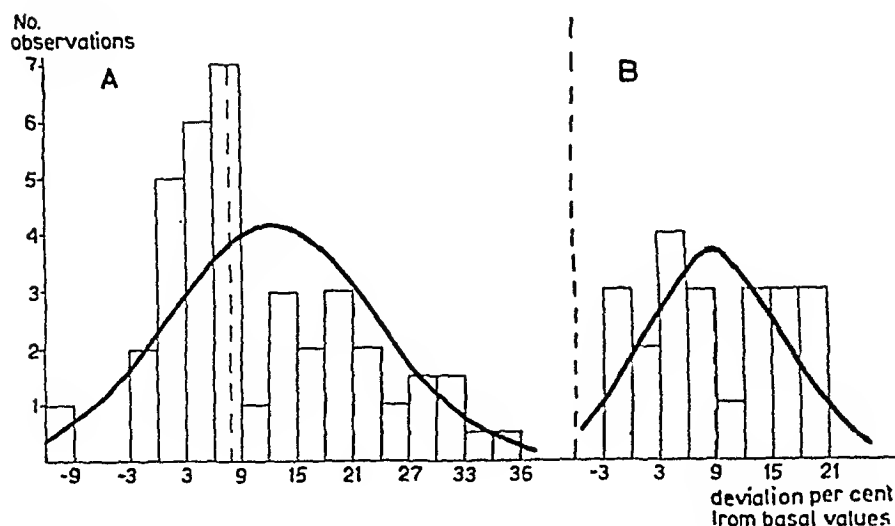 No.
observations
7
6
5
4
3
2
1
A
B
-9 -3 3 9 15 21 27 33 36
-3 3 9 15 21
deviation per cent
from basal values